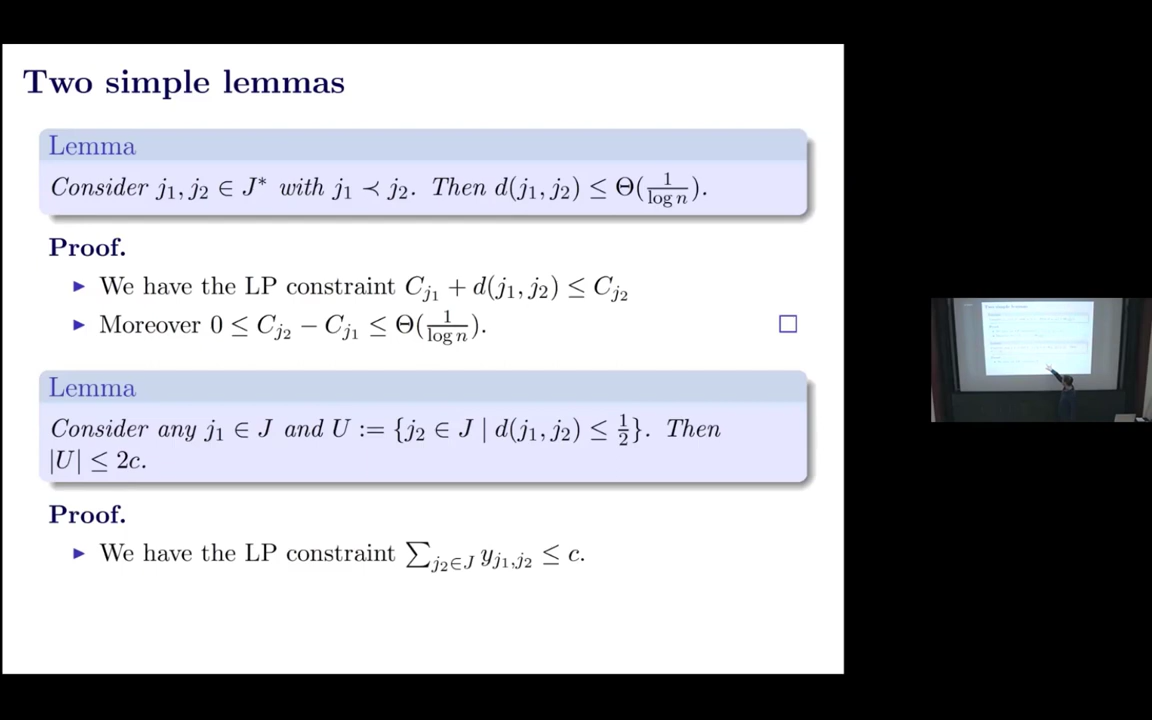 Two simple lemmas
Lemma
Consider j₁, j₂ ∈ J* with j₁ ≺ j₂. Then d(j₁, j₂) ≤ Θ(1/log n).
Proof.
▶ We have the LP constraint C_{j₁} + d(j₁, j₂) ≤ C_{j₂}
▶ Moreover 0 ≤ C_{j₂} − C_{j₁} ≤ Θ(1/log n). □
Lemma
Consider any j₁ ∈ J and U := {j₂ ∈ J | d(j₁, j₂) ≤ 1/2}. Then
|U| ≤ 2c.
Proof.
▶ We have the LP constraint ∑_{j₂∈J} y_{j₁,j₂} ≤ c.